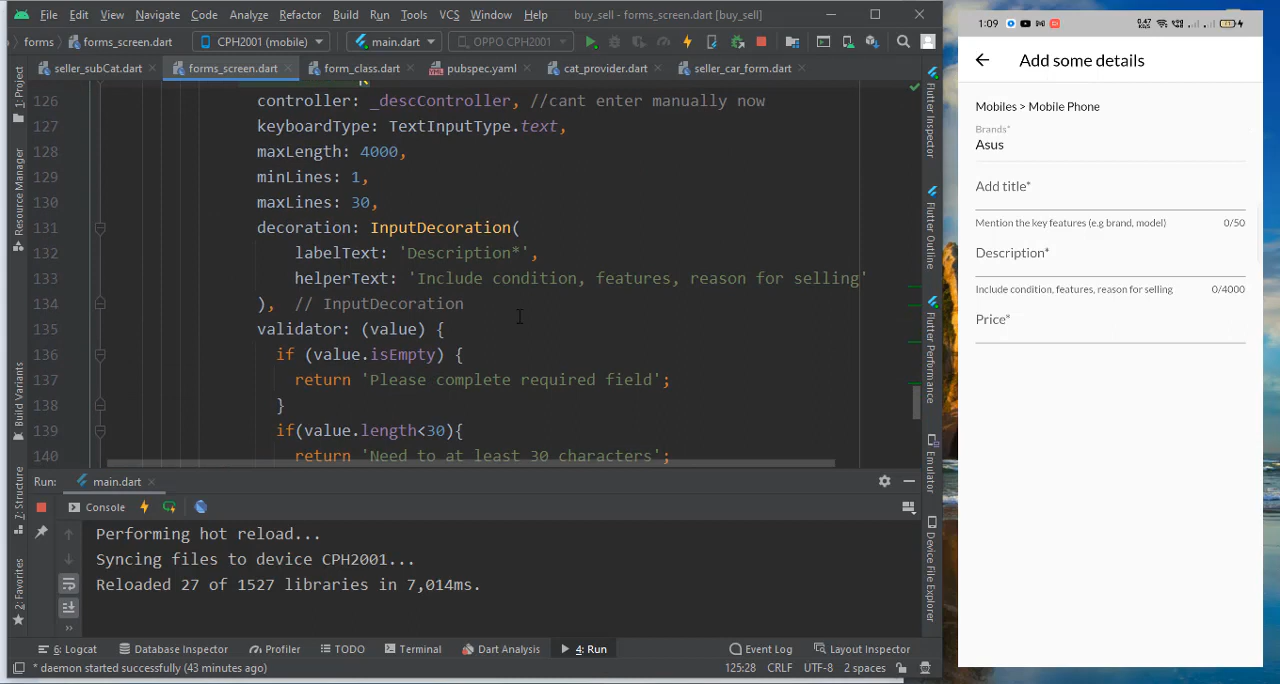 File Edit View Navigate Code Analyze Refactor Build Run Tools VCS Window Help buy_sell - forms_screen.dart [buy_sell]
forms forms_screen.dart CPH2001 (mobile) main.dart OPPO CPH2001
seller_subCat.dart forms_screen.dart form_class.dart pubspec.yaml cat_provider.dart seller_car_form.dart
1: Project
Resource Manager
Build Variants
Z: Structure
2: Favorites
126 controller: _descController, //cant enter manually now
127 keyboardType: TextInputType.text,
128 maxLength: 4000,
129 minLines: 1,
130 maxLines: 30,
131 decoration: InputDecoration(
132 labelText: 'Description*',
133 helperText: 'Include condition, features, reason for selling'
134 ), // InputDecoration
135 validator: (value) {
136 if (value.isEmpty) {
137 return 'Please complete required field';
138 }
139 if(value.length<30){
140 return 'Need to at least 30 characters';
Flutter Inspector
Flutter Outline
Flutter Performance
Emulator
Device File Explorer
Run: main.dart
Console
Performing hot reload...
Syncing files to device CPH2001...
Reloaded 27 of 1527 libraries in 7,014ms.
6: Logcat Database Inspector Profiler TODO Terminal Dart Analysis 4: Run Event Log Layout Inspector
* daemon started successfully (43 minutes ago) 125:28 CRLF UTF-8 2 spaces
1:09
Add some details
Mobiles > Mobile Phone
Brands*
Asus
Add title*
Mention the key features (e.g brand, model) 0/50
Description*
Include condition, features, reason for selling 0/4000
Price*